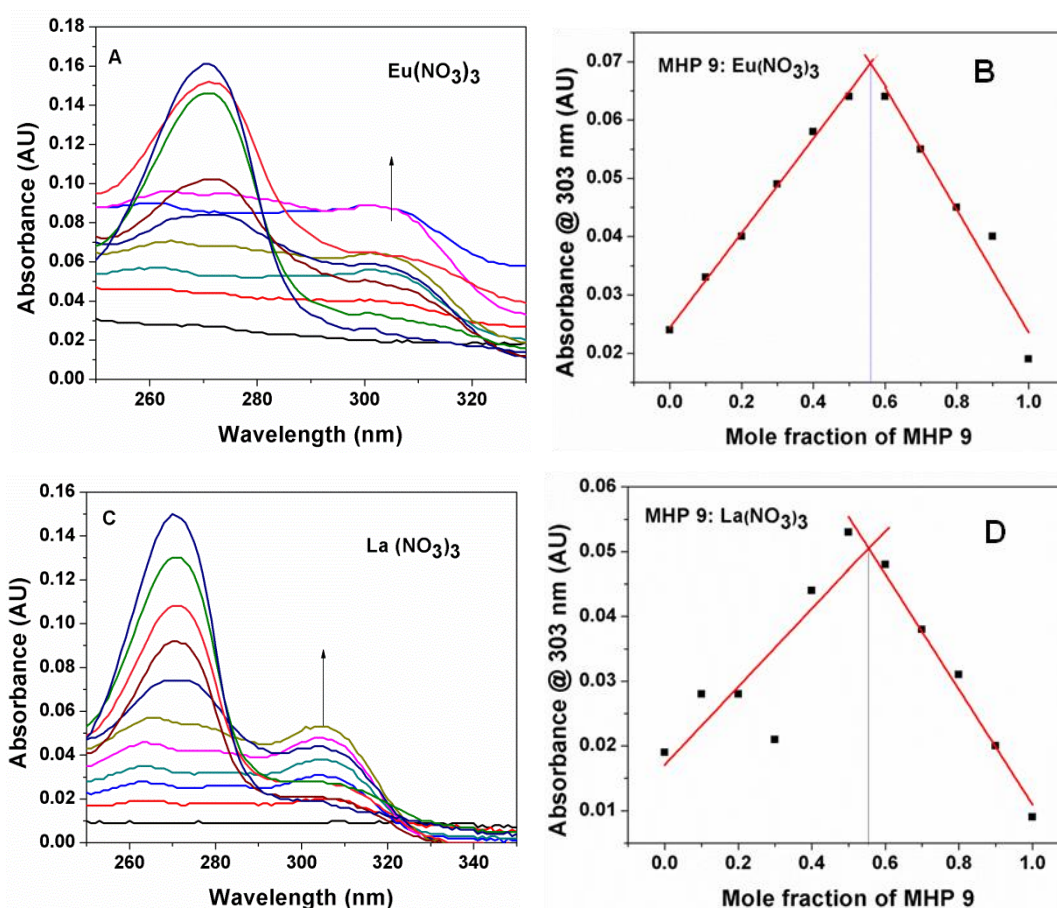 A
Eu(NO3)3
Absorbance (AU)
0.18
0.16
0.14
0.12
0.10
0.08
0.06
0.04
0.02
0.00
260 280 300 320
Wavelength (nm)
B
MHP 9: Eu(NO3)3
Absorbance @ 303 nm (AU)
0.07
0.06
0.05
0.04
0.03
0.02
0.0 0.2 0.4 0.6 0.8 1.0
Mole fraction of MHP 9
C
La (NO3)3
Absorbance (AU)
0.16
0.14
0.12
0.10
0.08
0.06
0.04
0.02
0.00
260 280 300 320 340
Wavelength (nm)
D
MHP 9: La(NO3)3
Absorbance @ 303 nm (AU)
0.06
0.05
0.04
0.03
0.02
0.01
0.0 0.2 0.4 0.6 0.8 1.0
Mole fraction of MHP 9